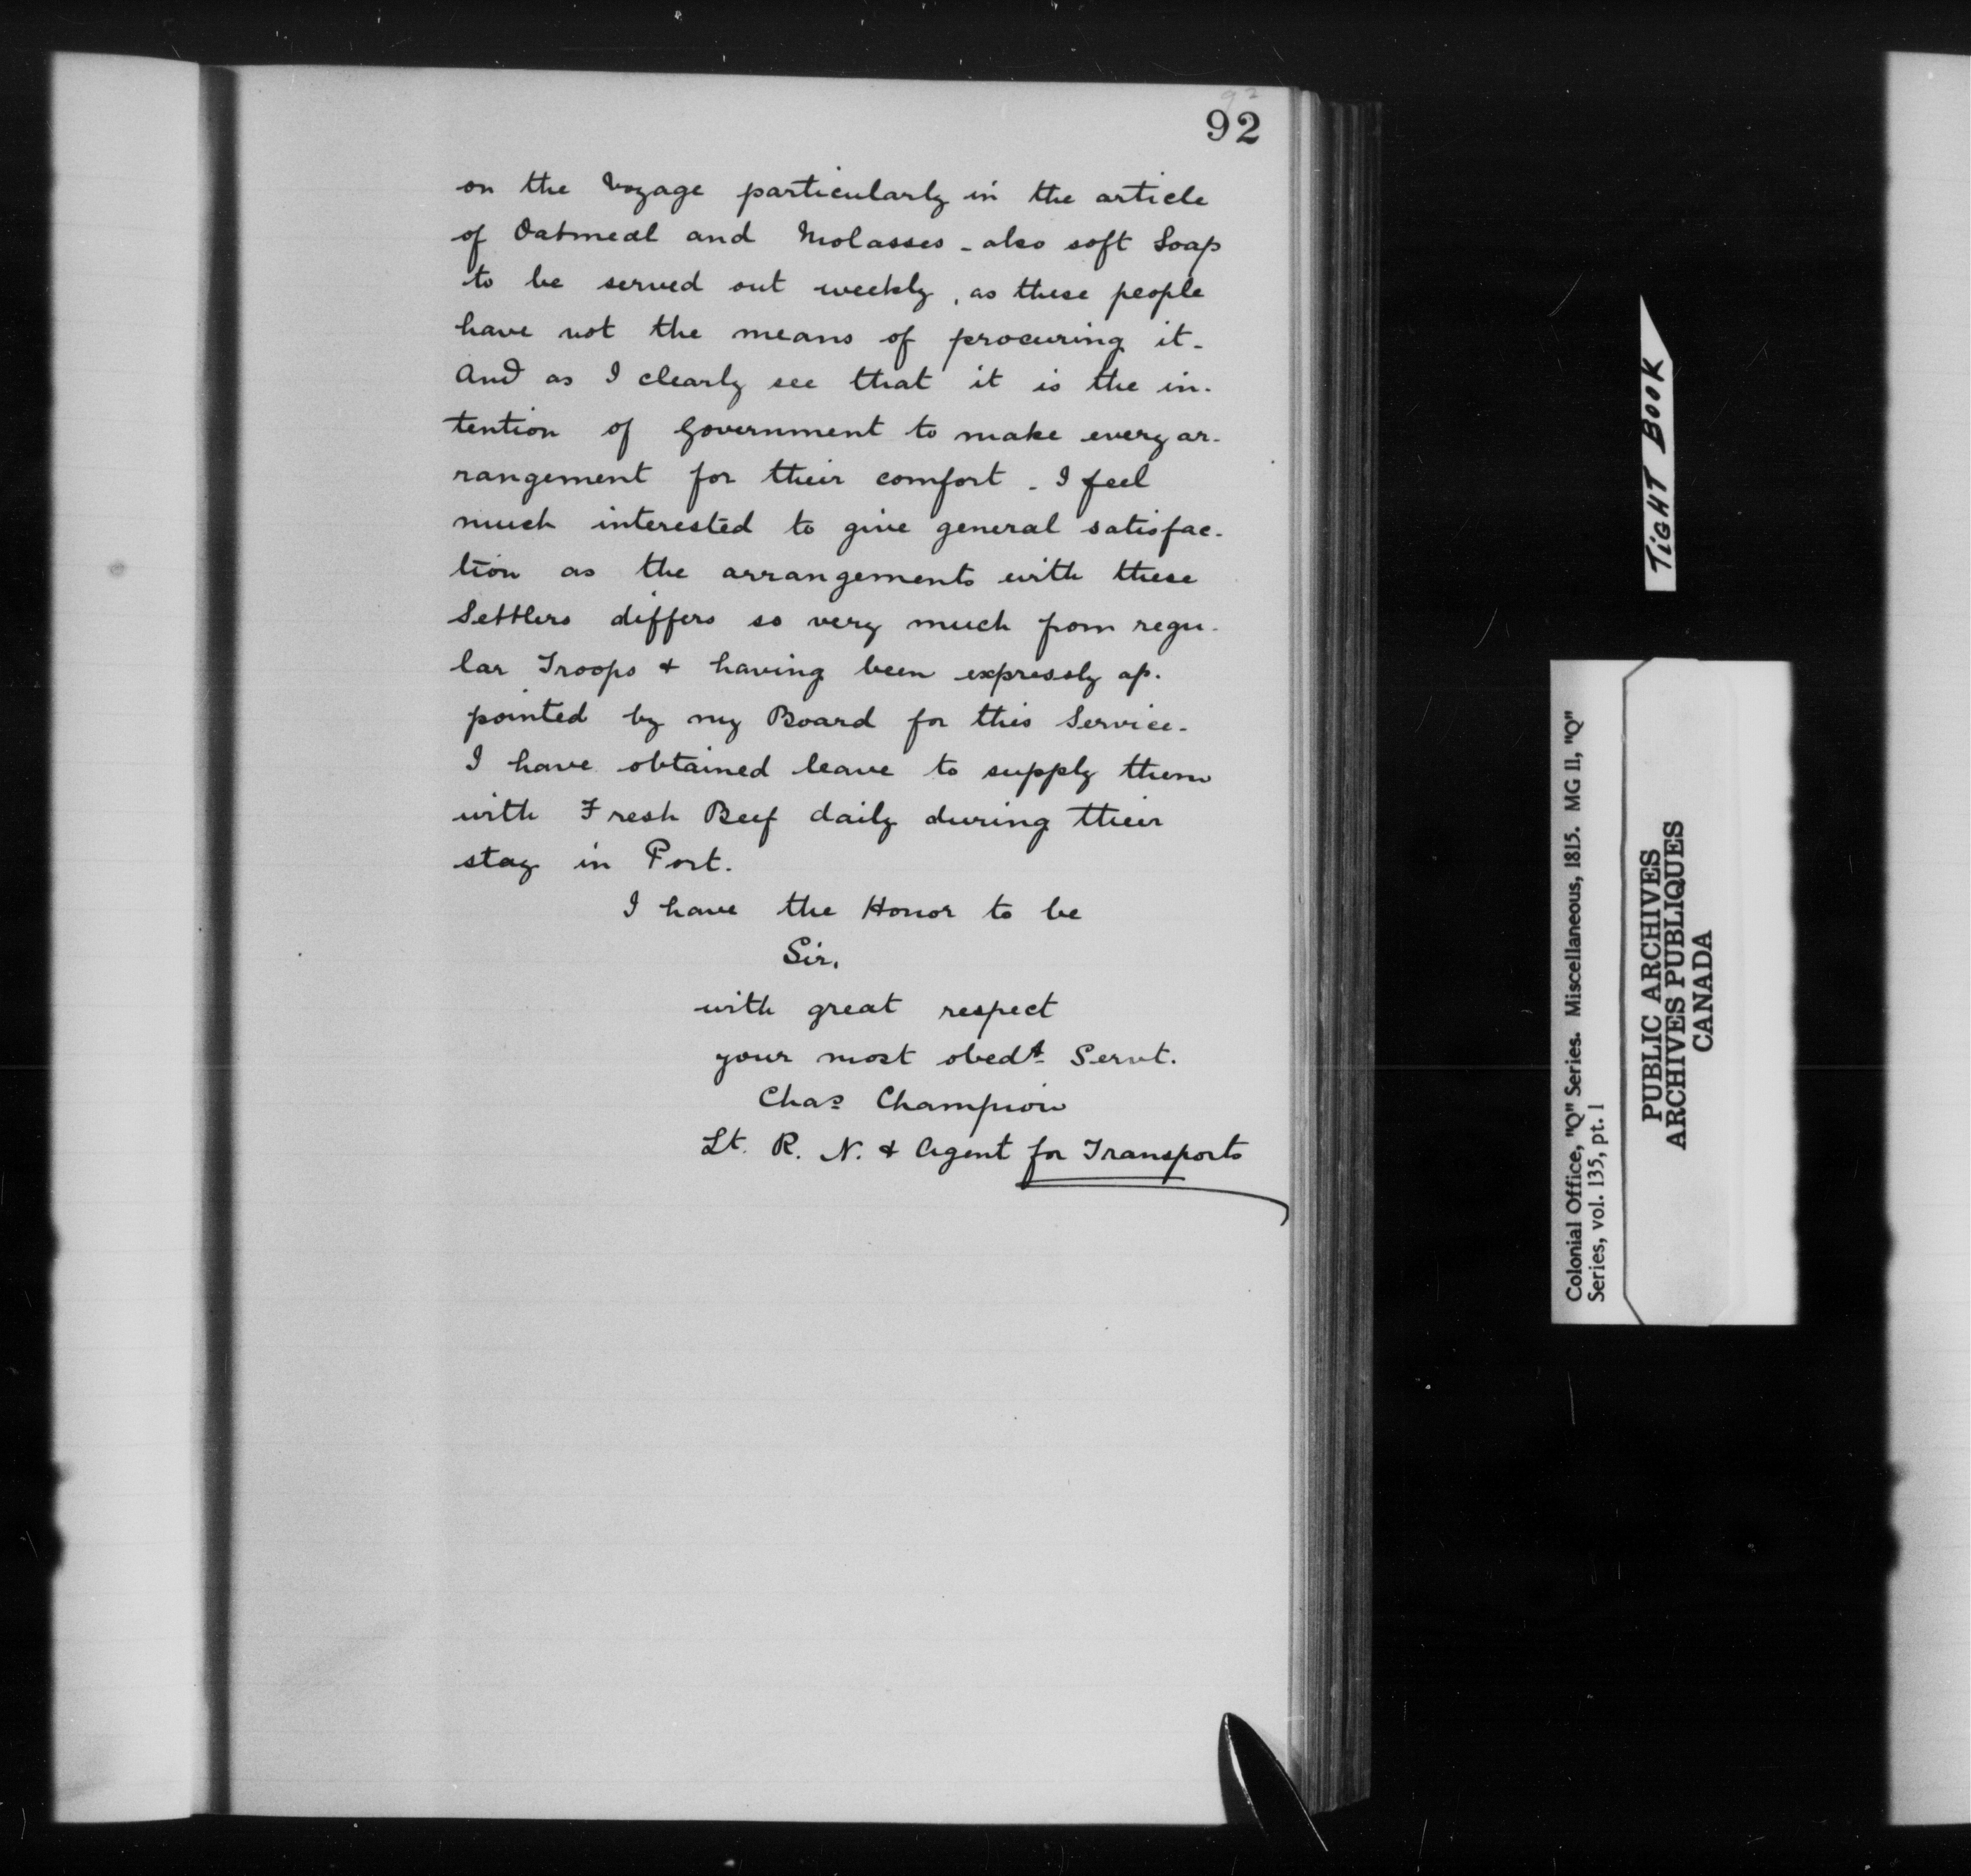 92
92
on the Voyage particularly in the article
of Oatmeal and Molasses - also soft Soap
to be served out weekly, as these people
have not the means of procuring it -
And as I clearly see that it is the in-
tention of Government to make every ar-
rangement for their comfort - I feel
much interested to give general satisfac-
tion as the arrangements with these
Settlers differs so very much from regu-
lar Troops & having been expressly ap-
pointed by my Board for this Service -
I have obtained leave to supply them
with Fresh Beef daily during their
stay in Port.
I have the Honor to be
Sir,
with great respect
your most obedt Servt.
Chas Champion
Lt. R. N. & Agent for Transports
TIGHT BOOK
Colonial Office, "Q" Series. Miscellaneous, 1815. MG 11, "Q"
Series, vol. 135, pt. 1
PUBLIC ARCHIVES
ARCHIVES PUBLIQUES
CANADA